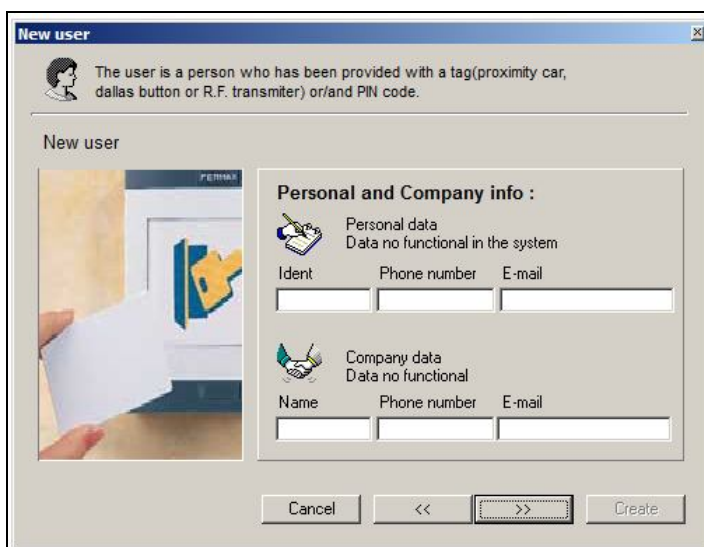 New user
The user is a person who has been provided with a tag(proximity car,
dallas button or R.F. transmiter) or/and PIN code.
New user
FERMAX
Personal and Company info :
Personal data
Data no functional in the system
Ident Phone number E-mail
Company data
Data no functional
Name Phone number E-mail
Cancel << >> Create